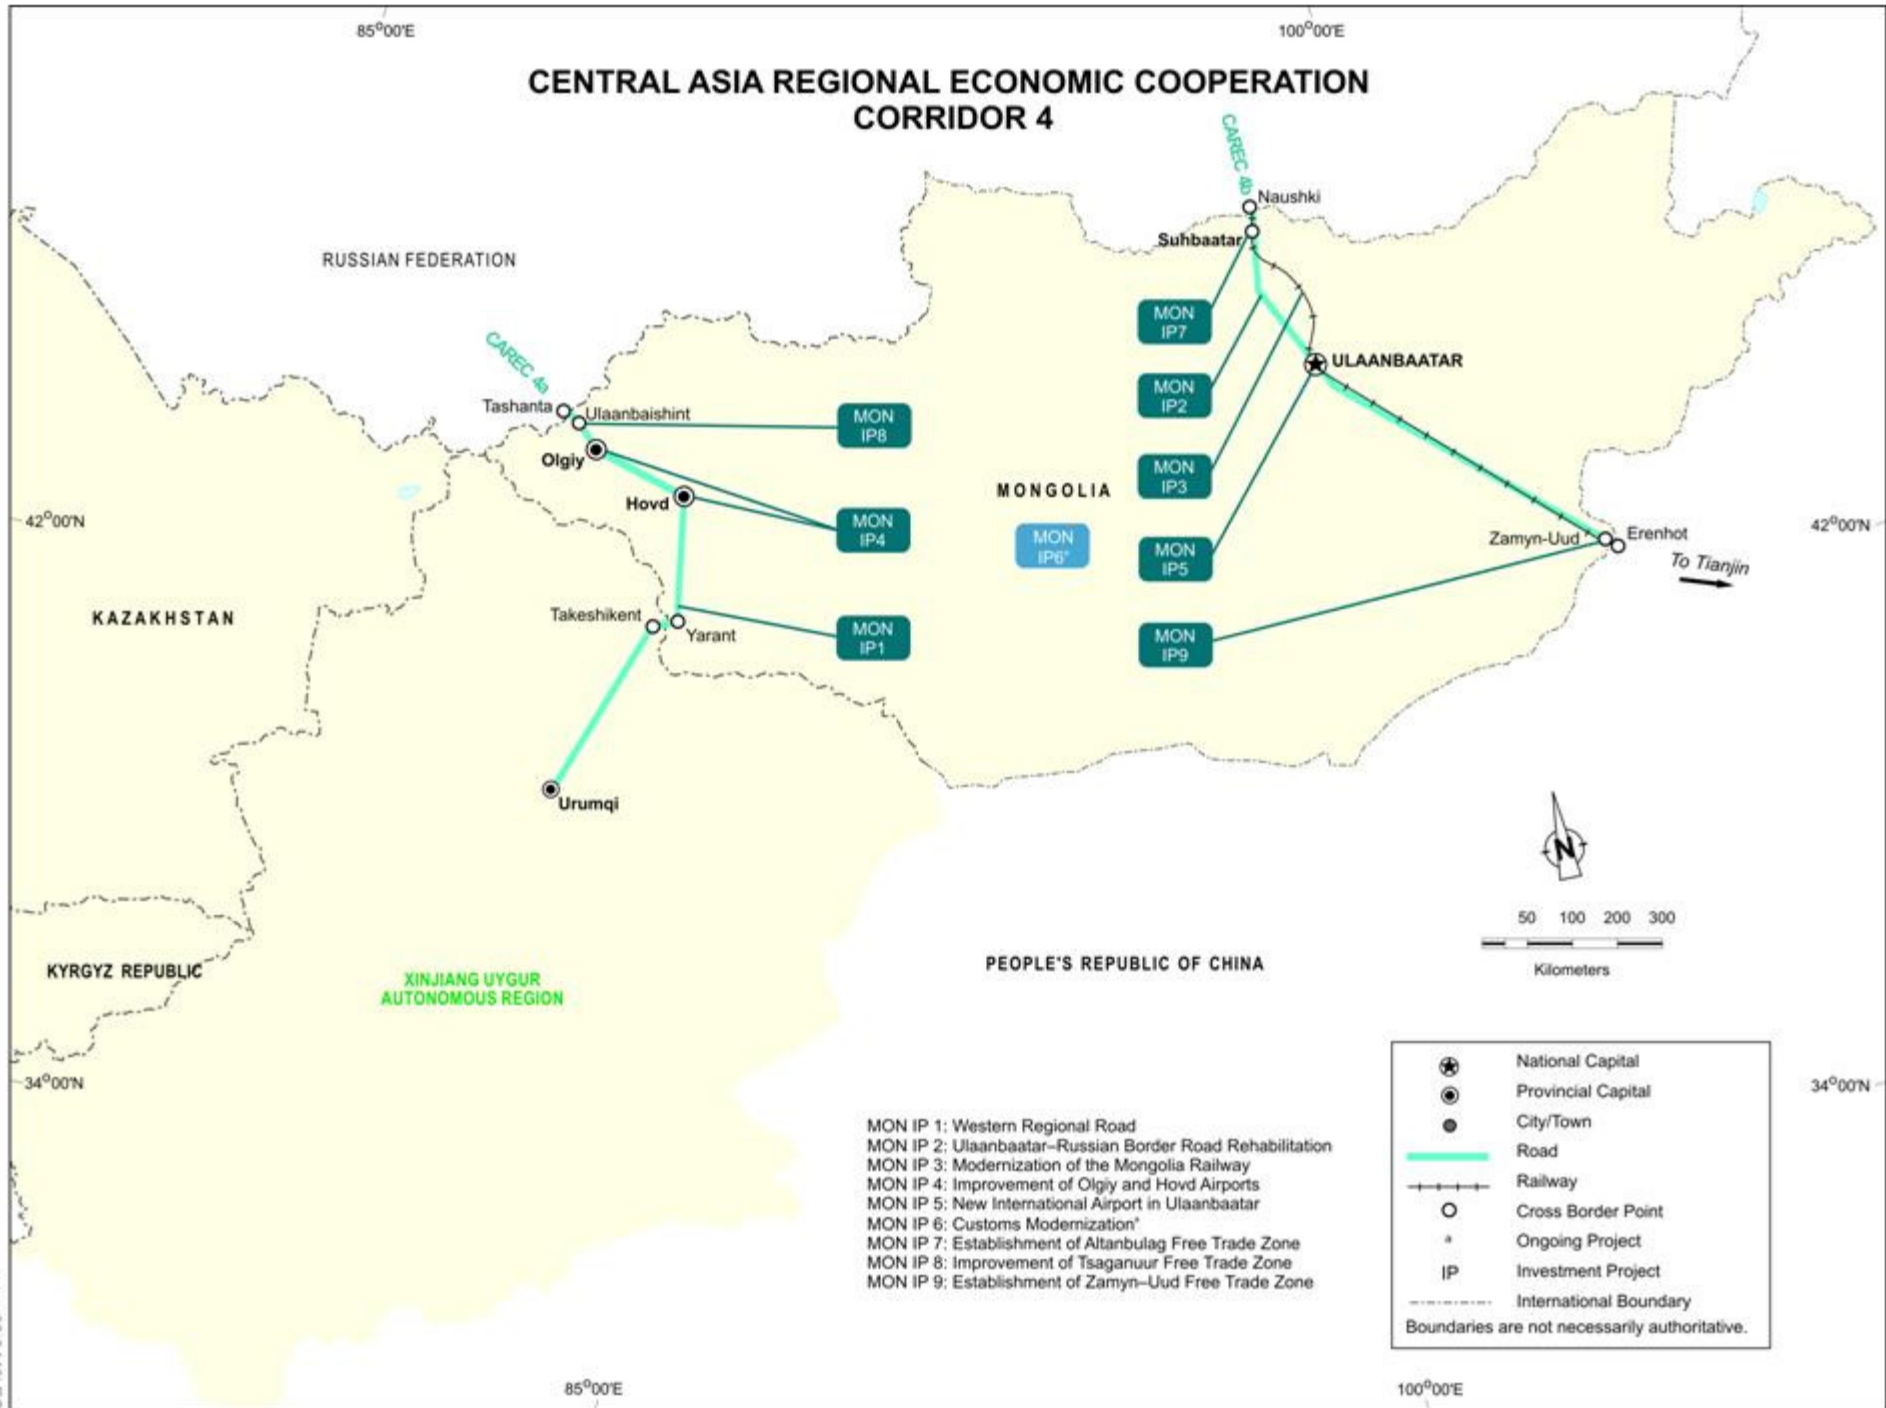 85°00'E
100°00'E
CENTRAL ASIA REGIONAL ECONOMIC COOPERATION
CORRIDOR 4
CAREC 4b
Naushki
Suhbaatar
RUSSIAN FEDERATION
MON
IP7
CAREC 4a
ULAANBAATAR
MON
IP2
Tashanta
Ulaanbaishint
MON
IP8
Olgiy
MON
IP3
MONGOLIA
Hovd
42°00'N
42°00'N
MON
IP4
MON
IP6ª
MON
IP5
Zamyn-Uud
Erenhot
To Tianjin
KAZAKHSTAN
Takeshikent
Yarant
MON
IP1
MON
IP9
Urumqi
N
50 100 200 300
Kilometers
KYRGYZ REPUBLIC
XINJIANG UYGUR
AUTONOMOUS REGION
PEOPLE'S REPUBLIC OF CHINA
34°00'N
34°00'N
MON IP 1: Western Regional Road
MON IP 2: Ulaanbaatar–Russian Border Road Rehabilitation
MON IP 3: Modernization of the Mongolia Railway
MON IP 4: Improvement of Olgiy and Hovd Airports
MON IP 5: New International Airport in Ulaanbaatar
MON IP 6: Customs Modernizationª
MON IP 7: Establishment of Altanbulag Free Trade Zone
MON IP 8: Improvement of Tsaganuur Free Trade Zone
MON IP 9: Establishment of Zamyn–Uud Free Trade Zone
National Capital
Provincial Capital
City/Town
Road
Railway
Cross Border Point
ª Ongoing Project
IP Investment Project
International Boundary
Boundaries are not necessarily authoritative.
85°00'E
100°00'E